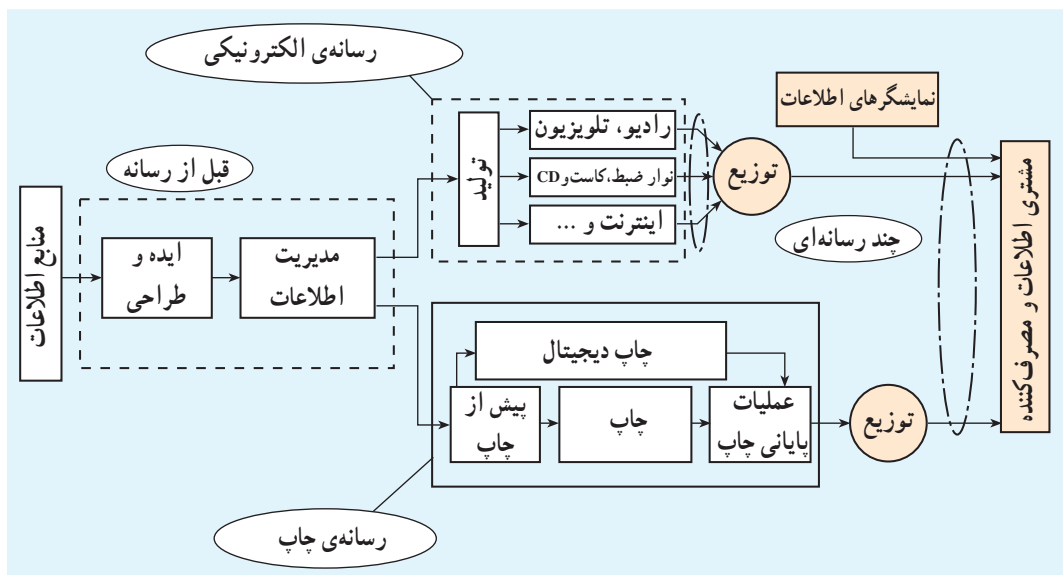 رسانه‌ی الکترونیکی
نمایشگرهای اطلاعات
رادیو، تلویزیون
تولید
نوار ضبط،کاست و CD
توزیع
اینترنت و ...
چند رسانه‌ای
مشتری اطلاعات و مصرف‌کننده
قبل از رسانه
منابع اطلاعات
ایده و
طراحی
مدیریت
اطلاعات
چاپ دیجیتال
پیش از
چاپ
چاپ
عملیات
پایانی چاپ
توزیع
رسانه‌ی چاپ